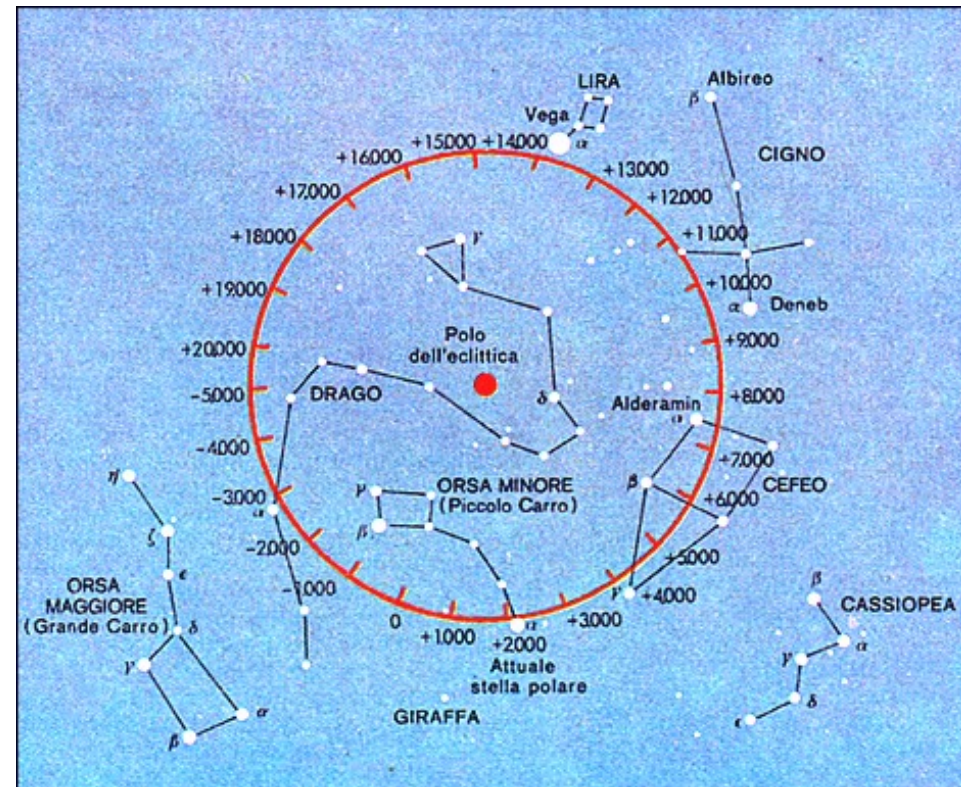 LIRA
Vega
α
Albireo
β
CIGNO
+14.000
+15.000
+16.000
+17.000
+18.000
+19.000
+20.000
-5.000
-4.000
-3.000
-2.000
-1.000
0
+1.000
+2.000
+3.000
+4.000
+5.000
+6.000
+7.000
+8.000
+9.000
+10.000
+11.000
+12.000
+13.000
α Deneb
γ
Polo
dell'eclittica
δ
DRAGO
α
Alderamin
α
β
γ
CEFEO
ORSA MINORE
(Piccolo Carro)
γ
β
α
Attuale
stella polare
GIRAFFA
η
ζ
ϵ
δ
γ
β
α
ORSA
MAGGIORE
(Grande Carro)
β
CASSIOPEA
α
γ
δ
ϵ